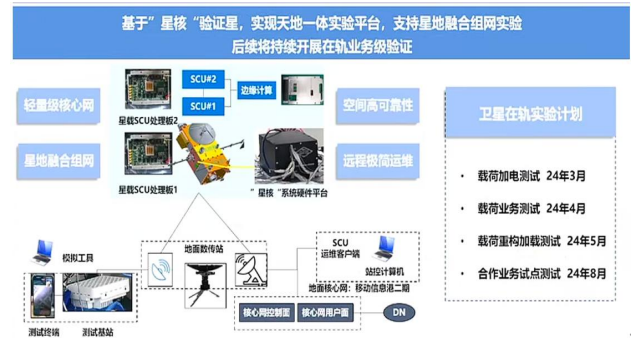 基于”星核“验证星，实现天地一体实验平台，支持星地融合组网实验
后续将持续开展在轨业务级验证
轻量级核心网
星地融合组网
星载SCU处理板2
SCU#2
SCU#1
边缘计算
星载SCU处理板1
”星核“系统硬件平台
空间高可靠性
远程极简运维
卫星在轨实验计划
• 载荷加电测试 24年3月
• 载荷业务测试 24年4月
• 载荷重构加载测试 24年5月
• 合作业务试点测试 24年8月
模拟工具
测试终端
测试基站
地面数传站
SCU
运维客户端
站控计算机
地面核心网：移动信息港二期
核心网控制面
核心网用户面
DN